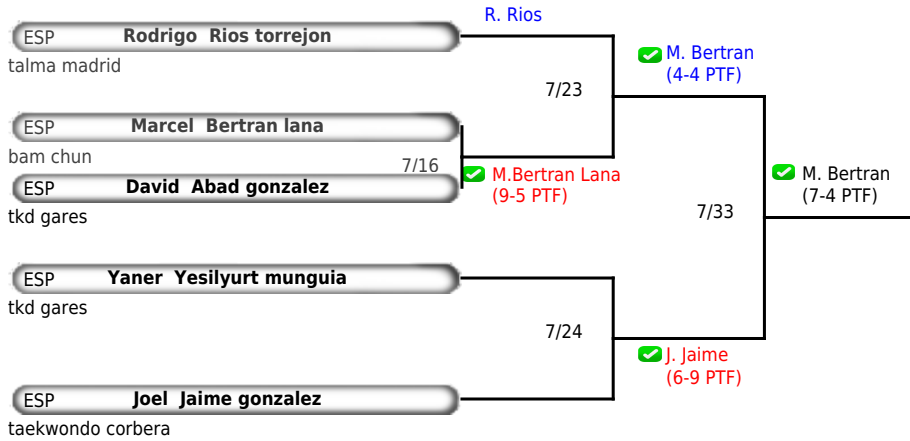 R. Rios
ESP Rodrigo Rios torrejon
talma madrid
M. Bertran
(4-4 PTF)
7/23
ESP Marcel Bertran lana
bam chun
7/16
M.Bertran Lana
(9-5 PTF)
M. Bertran
(7-4 PTF)
ESP David Abad gonzalez
tkd gares
7/33
ESP Yaner Yesilyurt munguia
tkd gares
7/24
J. Jaime
(6-9 PTF)
ESP Joel Jaime gonzalez
taekwondo corbera